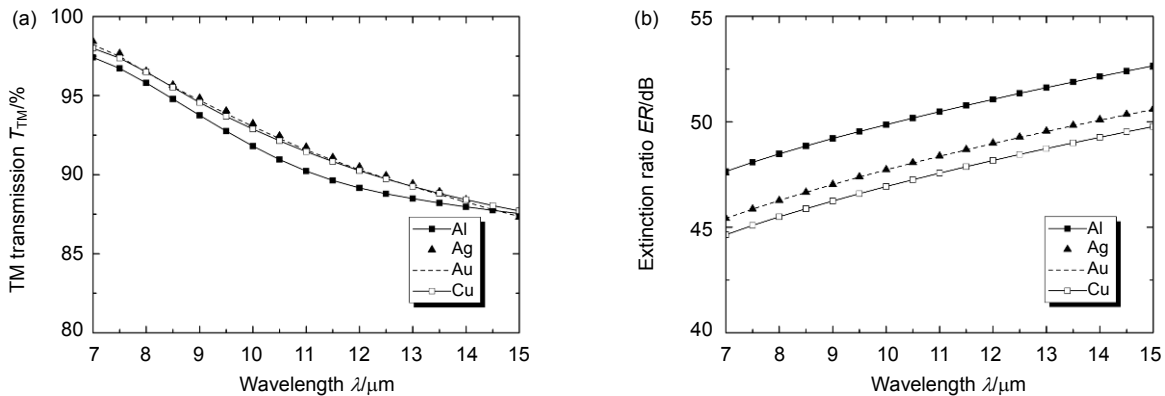 (a)
100
95
90
85
80
TM transmission T_TM/%
7 8 9 10 11 12 13 14 15
Wavelength λ/μm
Al
Ag
Au
Cu
(b)
60
55
50
45
40
Extinction ratio ER/dB
7 8 9 10 11 12 13 14 15
Wavelength λ/μm
Al
Ag
Au
Cu